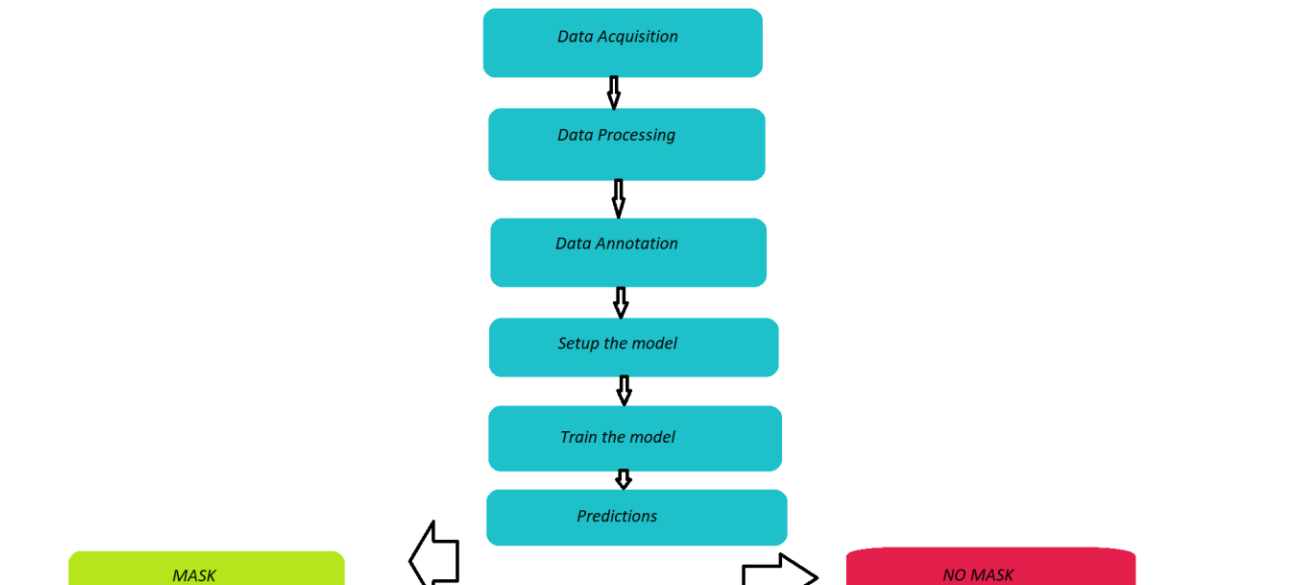 Data Acquisition
Data Processing
Data Annotation
Setup the model
Train the model
Predictions
MASK
NO MASK